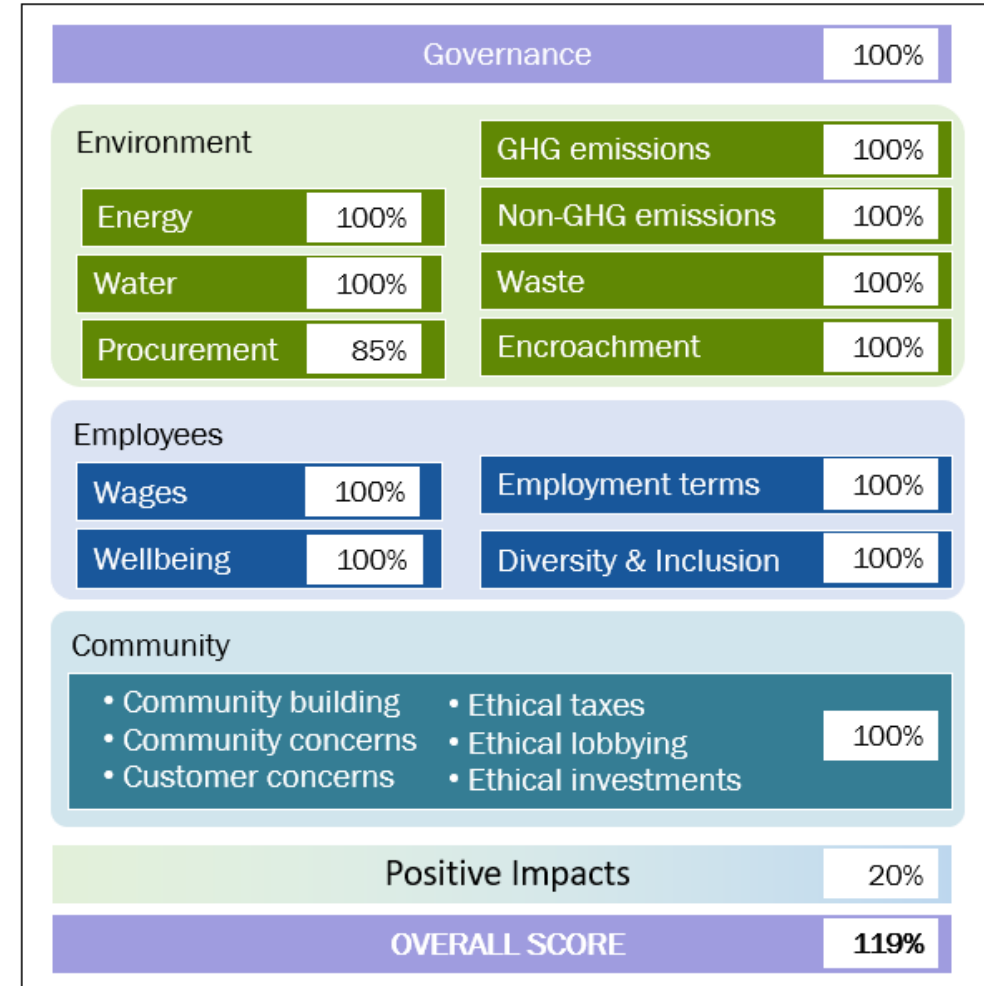 Governance 100%
Environment
Energy 100%
Water 100%
Procurement 85%
GHG emissions 100%
Non-GHG emissions 100%
Waste 100%
Encroachment 100%
Employees
Wages 100%
Wellbeing 100%
Employment terms 100%
Diversity & Inclusion 100%
Community
• Community building
• Community concerns
• Customer concerns
• Ethical taxes
• Ethical lobbying
• Ethical investments
100%
Positive Impacts 20%
OVERALL SCORE 119%